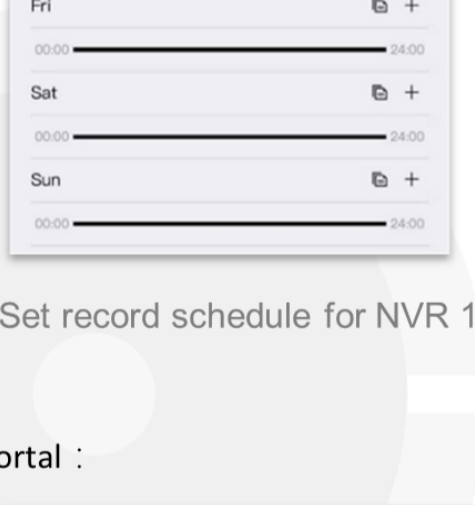 Fri
00:00 24:00
Sat
00:00 24:00
Sun
00:00 24:00
Set record schedule for NVR 1
ortal :